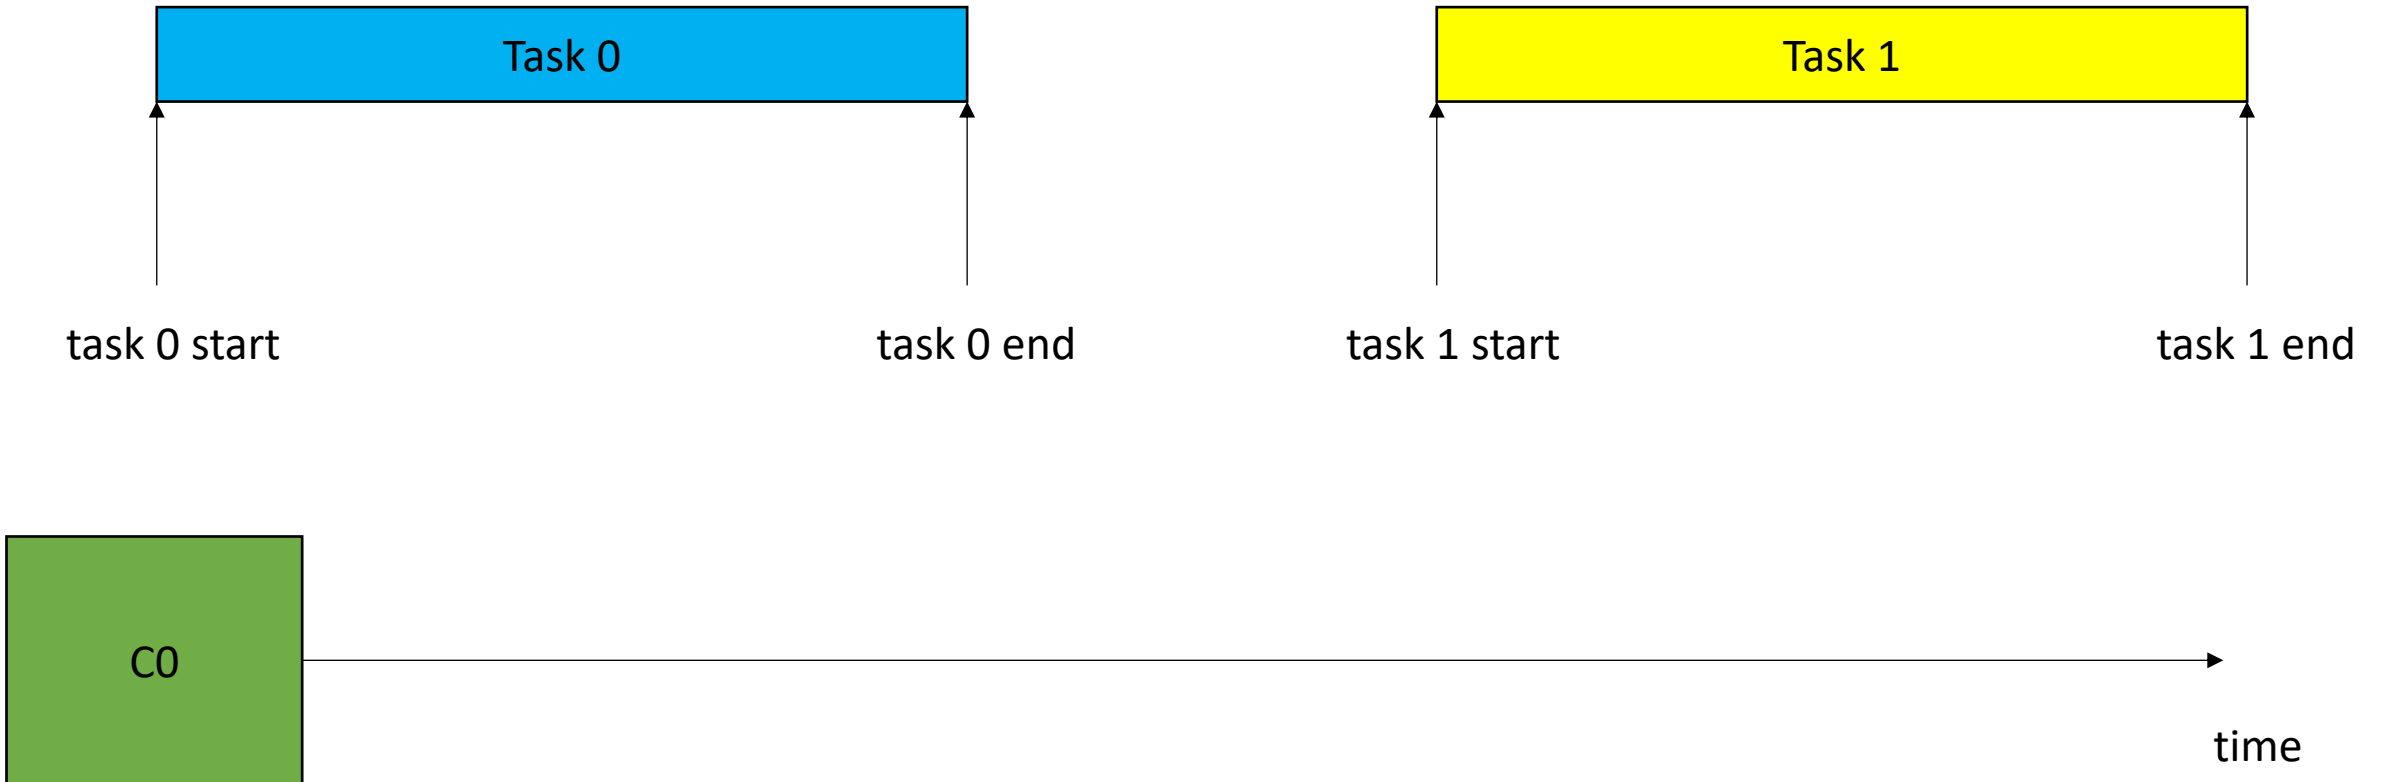 Task 0
Task 1
task 0 start
task 0 end
task 1 start
task 1 end
C0
time